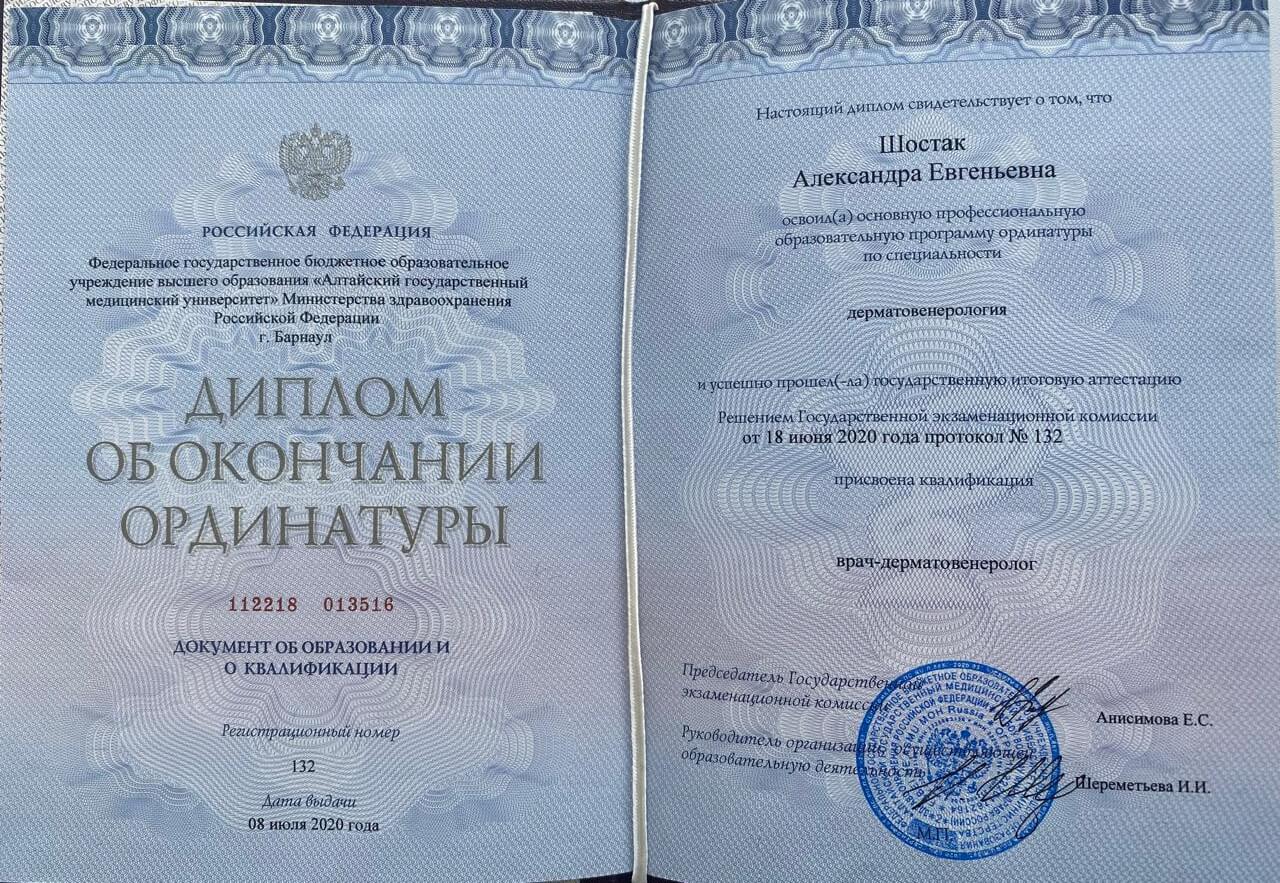 РОССИЙСКАЯ ФЕДЕРАЦИЯ
Федеральное государственное бюджетное образовательное
учреждение высшего образования «Алтайский государственный
медицинский университет» Министерства здравоохранения
Российской Федерации
г. Барнаул
ДИПЛОМ
ОБ ОКОНЧАНИИ
ОРДИНАТУРЫ
112218 013516
ДОКУМЕНТ ОБ ОБРАЗОВАНИИ И
О КВАЛИФИКАЦИИ
Регистрационный номер
132
Дата выдачи
08 июля 2020 года
Настоящий диплом свидетельствует о том, что
Шостак
Александра Евгеньевна
освоил(а) основную профессиональную
образовательную программу ординатуры
по специальности
дерматовенерология
и успешно прошел(-ла) государственную итоговую аттестацию
Решением Государственной экзаменационной комиссии
от 18 июня 2020 года протокол № 132
присвоена квалификация
врач-дерматовенеролог
Председатель Государственной
экзаменационной комиссии
Анисимова Е.С.
Руководитель организации, осуществляющей
образовательную деятельность
Шереметьева И.И.
М.П.